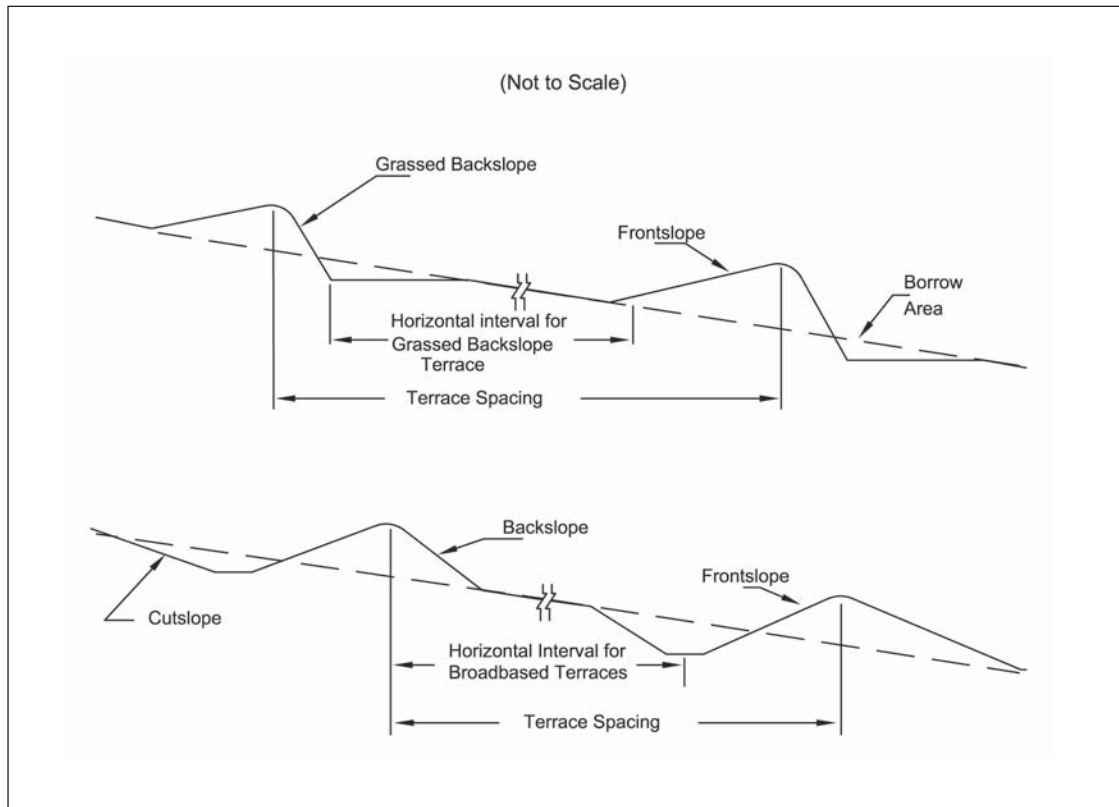 (Not to Scale)
Grassed Backslope
Frontslope
Borrow
Area
Horizontal interval for
Grassed Backslope
Terrace
Terrace Spacing
Backslope
Frontslope
Cutslope
Horizontal Interval for
Broadbased Terraces
Terrace Spacing